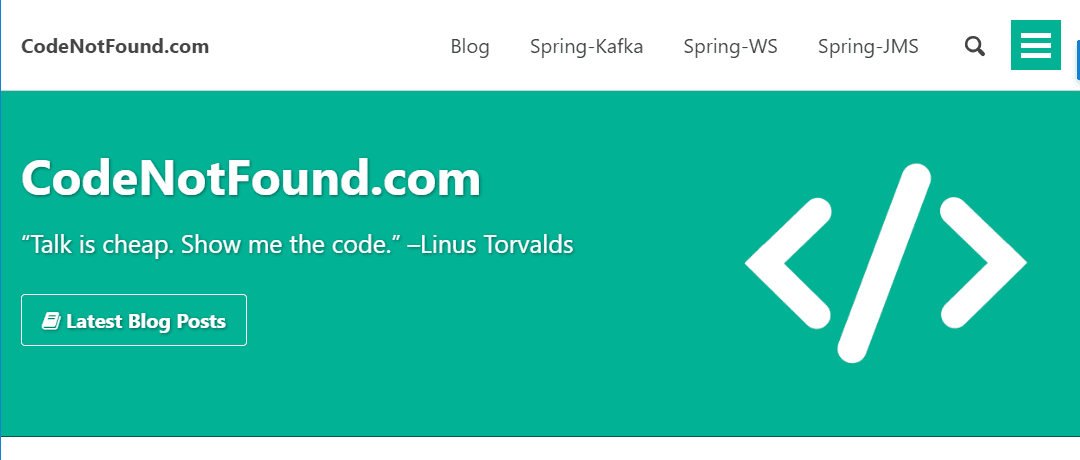 CodeNotFound.com Blog Spring-Kafka Spring-WS Spring-JMS
CodeNotFound.com
“Talk is cheap. Show me the code.” –Linus Torvalds
Latest Blog Posts